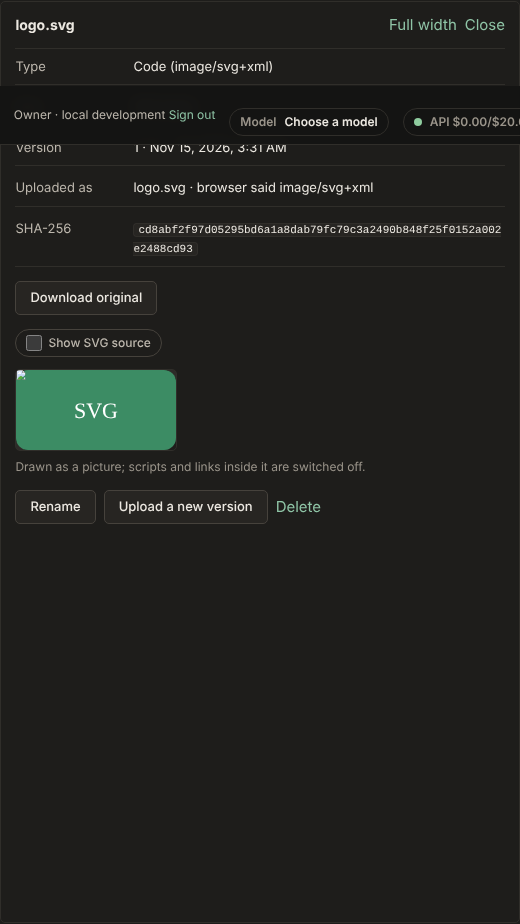 logo.svg Full width Close
Type Code (image/svg+xml)
Owner · local development Sign out Model Choose a model API $0.00/$20.
Version 1 · Nov 15, 2026, 3:31 AM
Uploaded as logo.svg · browser said image/svg+xml
SHA-256 cd8abf2f97d05295bd6a1a8dab79fc79c3a2490b848f25f0152a002
e2488cd93
Download original
Show SVG source
SVG
Drawn as a picture; scripts and links inside it are switched off.
Rename Upload a new version Delete